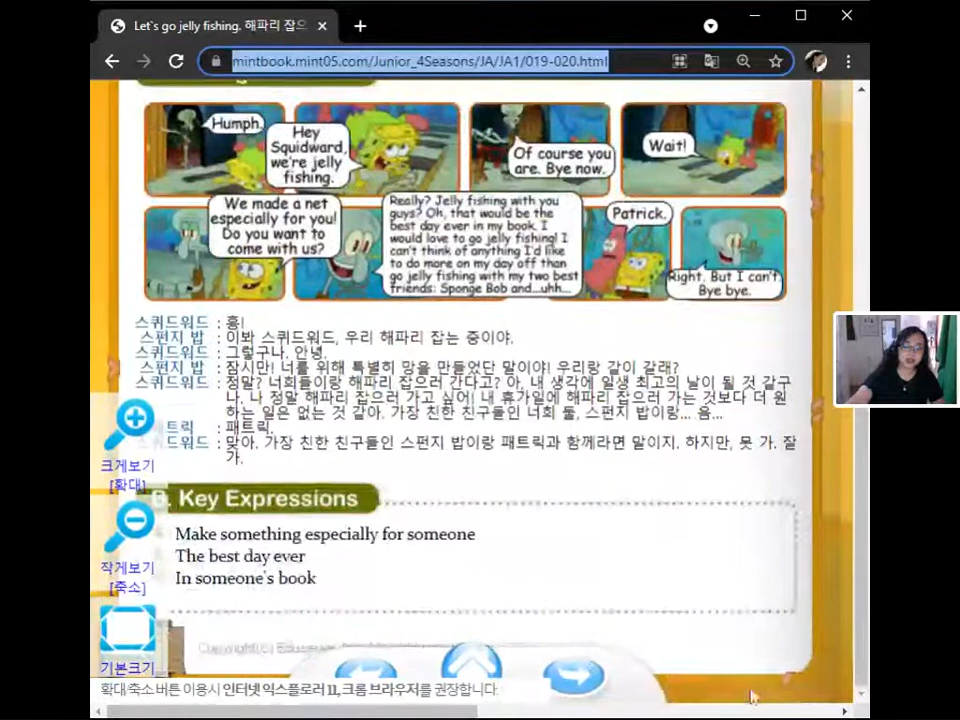 Let's go jelly fishing. 해파리 잡으
mintbook.mint05.com/Junior_4Seasons/JA/JA1/019-020.html
Humph.
Hey
Squidward,
we're jelly
fishing.
Of course you
are. Bye now.
Wait!
We made a net
especially for you!
Do you want to
come with us?
Really? Jelly fishing with you
guys? Oh, that would be the
best day ever in my book. I
would love to go jelly fishing! I
can't think of anything I'd like
to do more on my day off than
go jelly fishing with my two best
friends: Sponge Bob and...uhh...
Patrick.
Right. But I can't.
Bye bye.
스퀴드워드 : 흥!
스펀지 밥 : 이봐 스퀴드워드, 우리 해파리 잡는 중이야.
스퀴드워드 : 그렇구나. 안녕.
스펀지 밥 : 잠시만! 너를 위해 특별히 망을 만들었단 말이야! 우리랑 같이 갈래?
스퀴드워드 : 정말? 너희들이랑 해파리 잡으러 간다고? 아, 내 생각에 일생 최고의 날이 될 것 같구
나. 나 정말 해파리 잡으러 가고 싶어! 내 휴가일에 해파리 잡으러 가는 것보다 더 원
하는 일은 없는 것 같아. 가장 친한 친구들인 너희 둘, 스펀지 밥이랑... 음...
트릭 : 패트릭.
드워드 : 맞아. 가장 친한 친구들인 스펀지 밥이랑 패트릭과 함께라면 말이지. 하지만, 못 가. 잘
가.
B. Key Expressions
Make something especially for someone
The best day ever
In someone's book
크게보기
[확대]
작게보기
[축소]
기본크기
Copyright(c)
확대/축소 버튼 이용시 인터넷 익스플로러 11, 크롬 브라우저를 권장합니다.